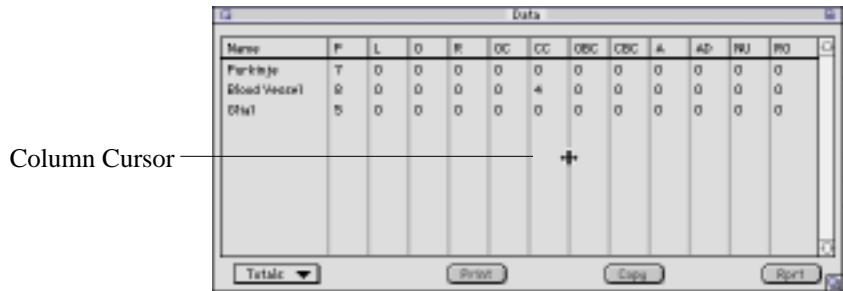 Data
Name P L O R OC CC OBC CBC A AD NU RO
Purkinje 7 0 0 0 0 0 0 0 0 0 0 0
Blood Vessel 8 0 0 0 0 4 0 0 0 0 0 0
Glial 5 0 0 0 0 0 0 0 0 0 0 0
Column Cursor
Totals Print Copy Rprt